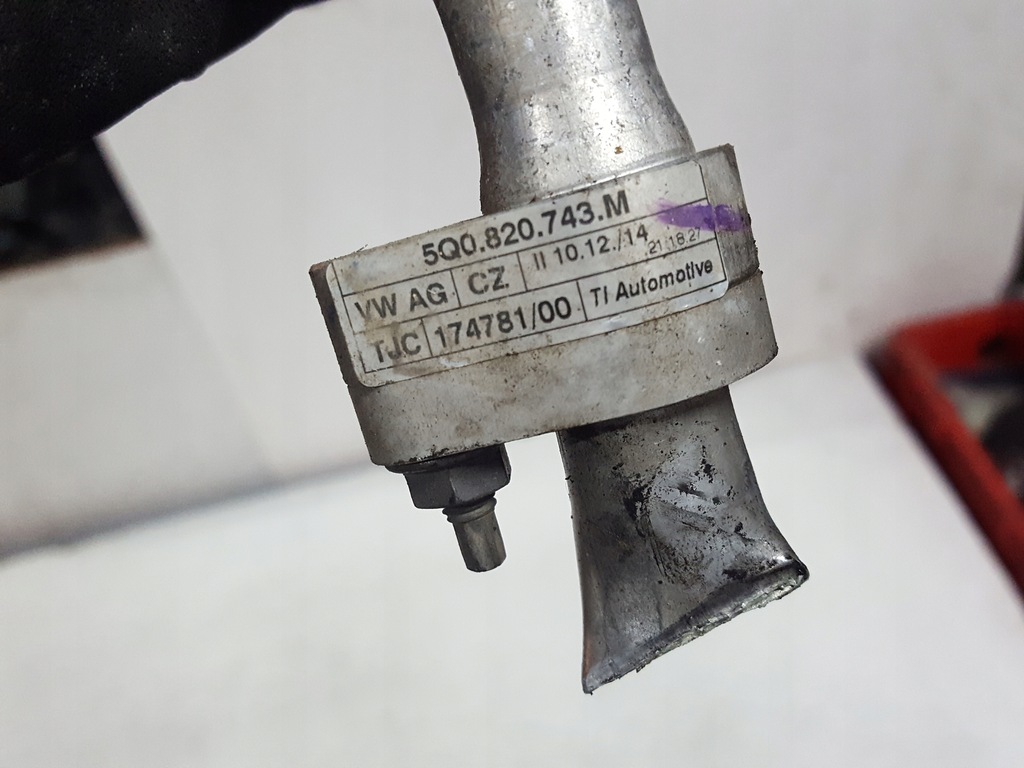 5Q0.820.743.M
VW AG CZ II 10.12./14 21:18.27
TJC 174781/00 TI Automotive